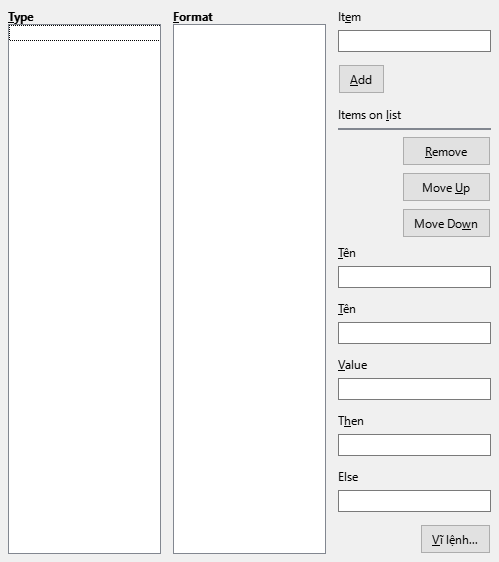 Type
Format
Item
Add
Items on list
Remove
Move Up
Move Down
Tên
Tên
Value
Then
Else
Vĩ lệnh...